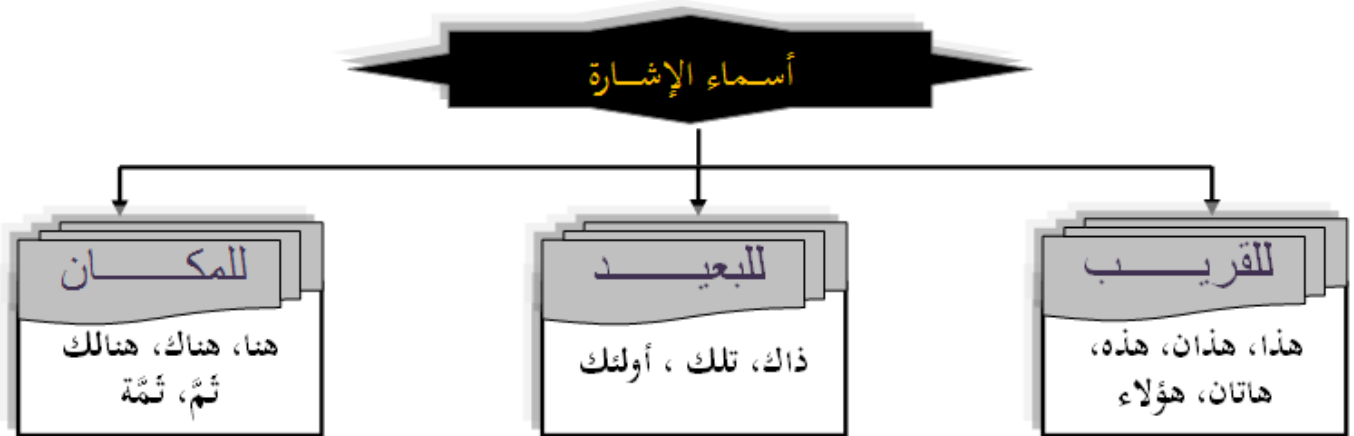 أسماء الإشارة
للقريب
هذا، هذان، هذه،
هاتان، هؤلاء
للبعيد
ذاك، تلك ، أولئك
للمكان
هنا، هناك، هنالك
ثَمَّ، ثَمَّة